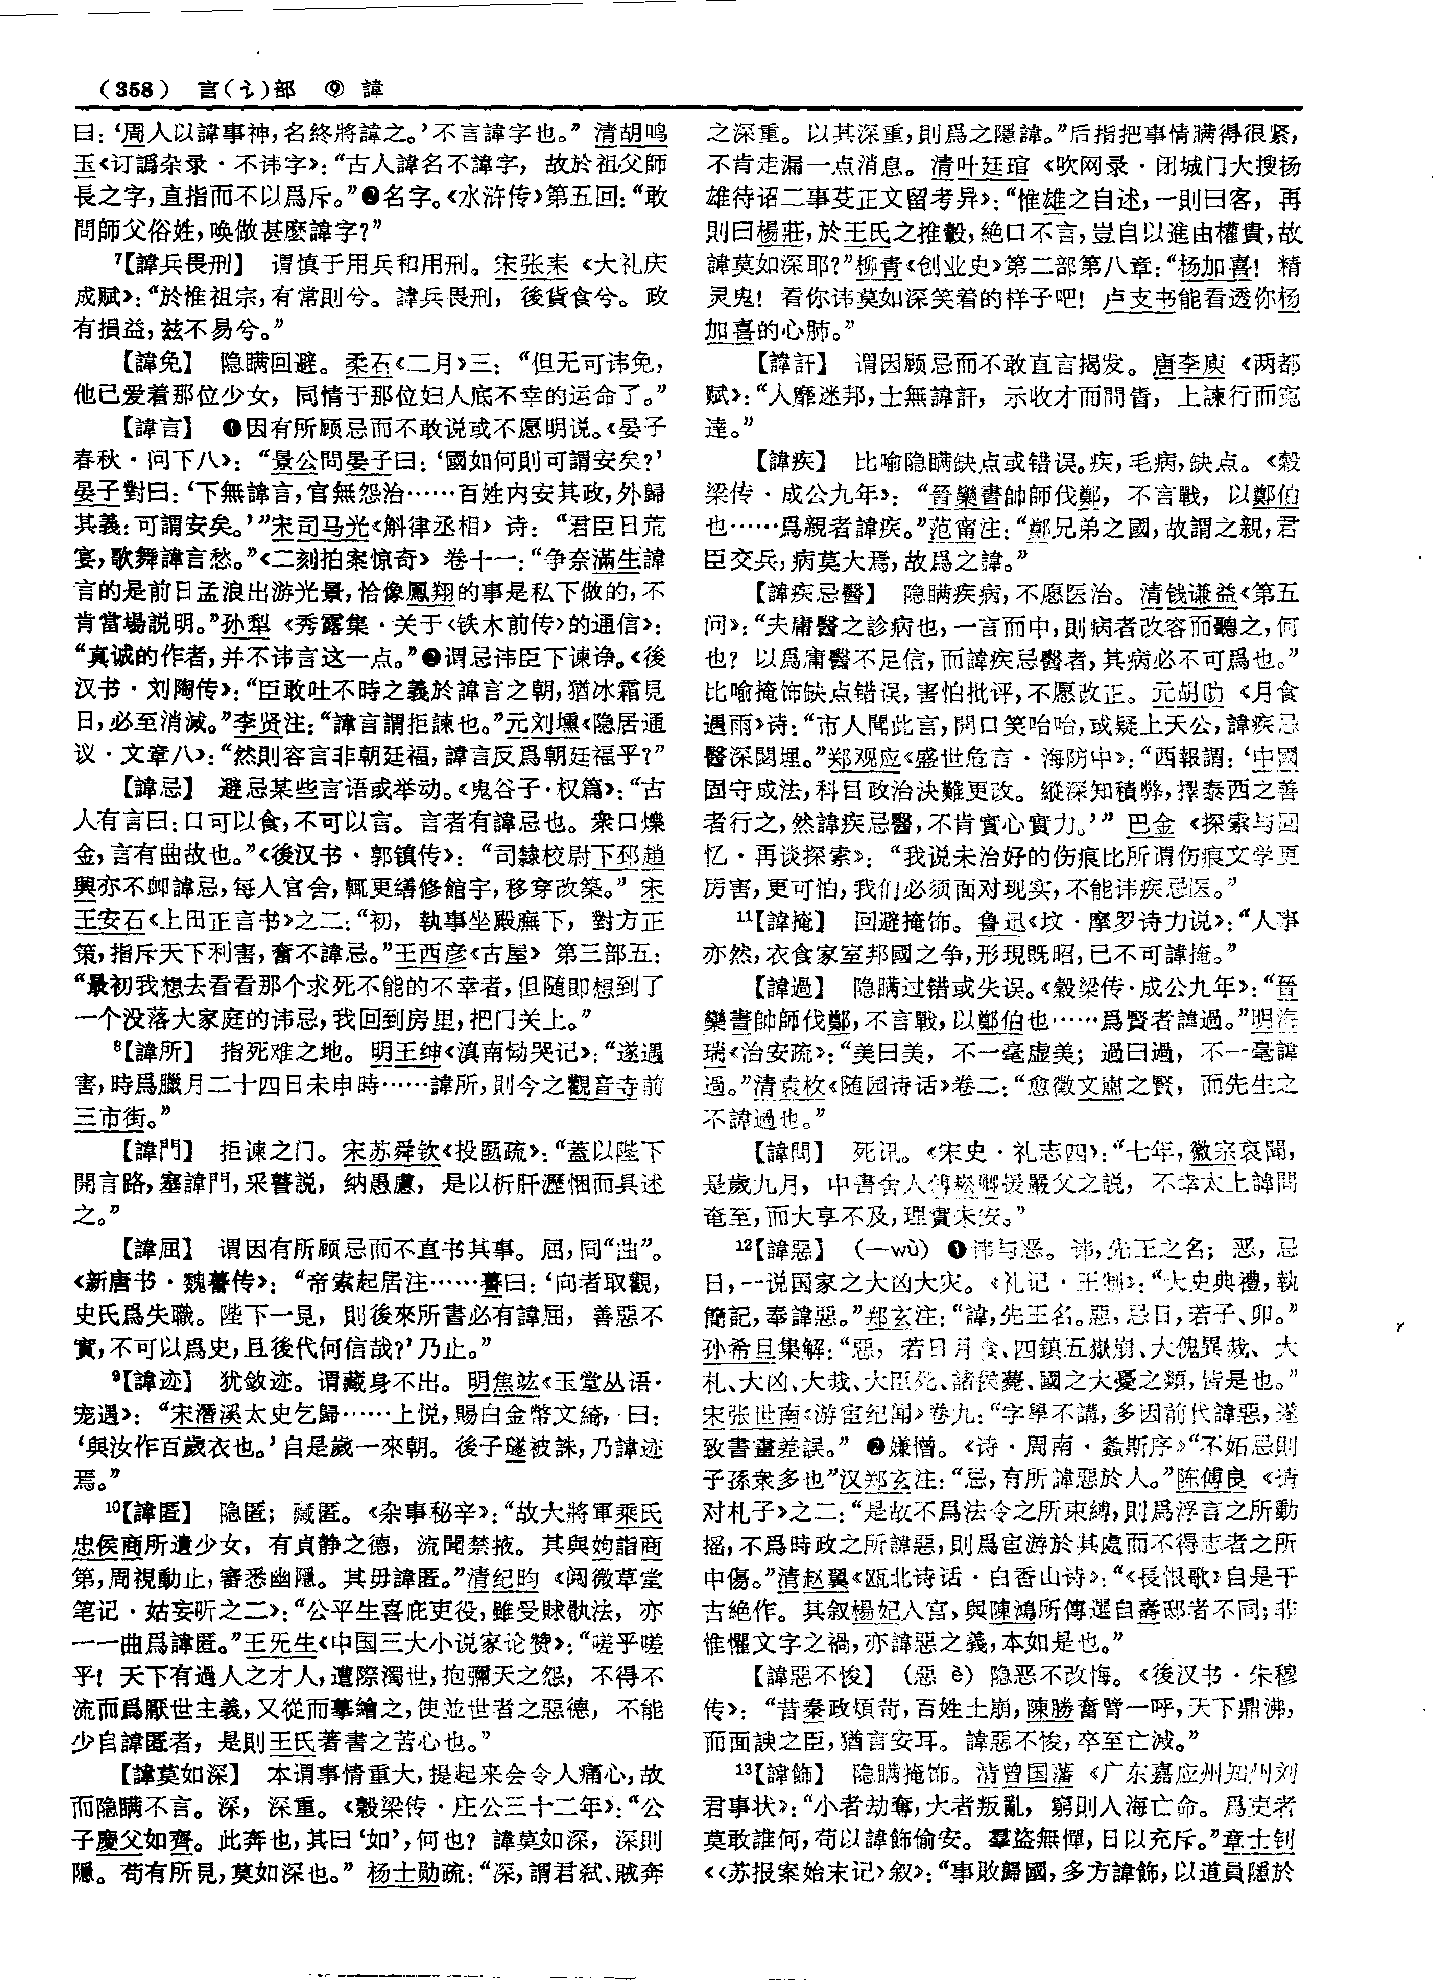 （358）　言(讠)部　⑨　諱
曰：‘周人以諱事神，名終將諱之。’不言諱字也。”清胡鸣
玉《订譌杂录·不讳字》：“古人諱名不諱字，故於祖父師
長之字，直指而不以爲斥。”❷名字。《水浒传》第五回：“敢
問師父俗姓，唤做甚麽諱字？”
7【諱兵畏刑】　谓慎于用兵和用刑。宋张耒《大礼庆
成赋》：“於惟祖宗，有常則兮。諱兵畏刑，後貨食兮。政
有損益，兹不易兮。”
【諱免】　隐瞒回避。柔石《二月》三：“但无可讳免，
他已爱着那位少女，同情于那位妇人底不幸的运命了。”
【諱言】　❶因有所顾忌而不敢说或不愿明说。《晏子
春秋·问下八》：“景公問晏子曰：‘國如何則可謂安矣？’
晏子對曰：‘下無諱言，官無怨治……百姓内安其政，外歸
其義：可謂安矣。’”宋司马光《斛律丞相》诗：“君臣日荒
宴，歌舞諱言愁。”《二刻拍案惊奇》卷十一：“争奈滿生諱
言的是前日孟浪出游光景，恰像鳳翔的事是私下做的，不
肯當場説明。”孙犁《秀露集·关于〈铁木前传〉的通信》：
“真诚的作者，并不讳言这一点。”❷谓忌讳臣下谏诤。《後
汉书·刘陶传》：“臣敢吐不時之義於諱言之朝，猶冰霜見
日，必至消滅。”李贤注：“諱言謂拒諫也。”元刘壎《隐居通
议·文章八》：“然則容言非朝廷福，諱言反爲朝廷福乎？”
【諱忌】　避忌某些言语或举动。《鬼谷子·权篇》：“古
人有言曰：口可以食，不可以言。言者有諱忌也。衆口爍
金，言有曲故也。”《後汉书·郭镇传》：“司隸校尉下邳趙
興亦不卹諱忌，每入官舍，輒更繕修館宇，移穿改築。”宋
王安石《上田正言书》之二：“初，執事坐殿廡下，對方正
策，指斥天下利害，奮不諱忌。”王西彦《古屋》第三部五：
“最初我想去看看那个求死不能的不幸者，但随即想到了
一个没落大家庭的讳忌，我回到房里，把门关上。”
8【諱所】　指死难之地。明王绅《滇南恸哭记》：“遂遇
害，時爲臘月二十四日未申時……諱所，則今之觀音寺前
三市街。”
【諱門】　拒谏之门。宋苏舜钦《投匦疏》：“蓋以陛下
開言路，塞諱門，采瞽説，納愚慮，是以析肝瀝悃而具述
之。”
【諱屈】　谓因有所顾忌而不直书其事。屈，同“詘”。
《新唐书·魏謩传》：“帝索起居注……謩曰：‘向者取觀，
史氏爲失職。陛下一見，則後來所書必有諱屈，善惡不
實，不可以爲史，且後代何信哉？’乃止。”
9【諱迹】　犹敛迹。谓藏身不出。明焦竑《玉堂丛语·
宠遇》：“宋潛溪太史乞歸……上悦，賜白金幣文綺，曰：
‘與汝作百歲衣也。’自是歲一來朝。後子璲被誅，乃諱迹
焉。”
10【諱匿】　隐匿；藏匿。《杂事秘辛》：“故大將軍乘氏
忠侯商所遺少女，有貞静之德，流聞禁掖。其與姁詣商
第，周視動止，審悉幽隱。其毋諱匿。”清纪昀《阅微草堂
笔记·姑妄听之二》：“公平生喜庇吏役，雖受賕骫法，亦
一一曲爲諱匿。”王旡生《中国三大小说家论赞》：“嗟乎嗟
乎！天下有過人之才人，遭際濁世，抱彌天之怨，不得不
流而爲厭世主義，又從而摹繪之，使並世者之惡德，不能
少自諱匿者，是則王氏著書之苦心也。”
【諱莫如深】　本谓事情重大，提起来会令人痛心，故
而隐瞒不言。深，深重。《穀梁传·庄公三十二年》：“公
子慶父如齊。此奔也，其曰‘如’，何也？諱莫如深，深則
隱。苟有所見，莫如深也。”杨士勋疏：“深，謂君弑、賊奔
之深重。以其深重，則爲之隱諱。”后指把事情瞒得很紧，
不肯走漏一点消息。清叶廷琯《吹网录·闭城门大搜杨
雄待诏二事芟正文留考异》：“惟雄之自述，一則曰客，再
則曰楊莊，於王氏之推轂，絶口不言，豈自以進由權貴，故
諱莫如深耶？”柳青《创业史》第二部第八章：“杨加喜！精
灵鬼！看你讳莫如深笑着的样子吧！卢支书能看透你杨
加喜的心肺。”
【諱訐】　谓因顾忌而不敢直言揭发。唐李庾《两都
赋》：“人靡迷邦，士無諱訐，示收才而問眚，上諫行而寃
達。”
【諱疾】　比喻隐瞒缺点或错误。疾，毛病，缺点。《穀
梁传·成公九年》：“晉欒書帥師伐鄭，不言戰，以鄭伯
也……爲親者諱疾。”范甯注：“鄭兄弟之國，故謂之親，君
臣交兵，病莫大焉，故爲之諱。”
【諱疾忌醫】　隐瞒疾病，不愿医治。清钱谦益《第五
问》：“夫庸醫之診病也，一言而中，則病者改容而聽之，何
也？以爲庸醫不足信，而諱疾忌醫者，其病必不可爲也。”
比喻掩饰缺点错误，害怕批评，不愿改正。元胡助《月食
遇雨》诗：“市人聞此言，開口笑咍咍，或疑上天公，諱疾忌
醫深閟埋。”郑观应《盛世危言·海防中》：“西報謂：‘中國
固守成法，科目政治決難更改。縱深知積弊，擇泰西之善
者行之，然諱疾忌醫，不肯實心實力。’”巴金《探索与回
忆·再谈探索》：“我说未治好的伤痕比所谓伤痕文学更
厉害，更可怕，我们必须面对现实，不能讳疾忌医。”
11【諱掩】　回避掩饰。鲁迅《坟·摩罗诗力说》：“人事
亦然，衣食家室邦國之争，形現既昭，已不可諱掩。”
【諱過】　隐瞒过错或失误。《穀梁传·成公九年》：“晉
欒書帥師伐鄭，不言戰，以鄭伯也……爲賢者諱過。”明海
瑞《治安疏》：“美曰美，不一毫虚美；過曰過，不一毫諱
過。”清袁枚《随园诗话》卷二：“愈徵文肅之賢，而先生之
不諱過也。”
【諱問】　死讯。《宋史·礼志四》：“七年，徽宗哀聞，
是歲九月，中書舍人傅崧卿援嚴父之説，不幸太上諱問
奄至，而大享不及，理實未安。”
12【諱惡】　（—wù）❶讳与恶。讳，先王之名；恶，忌
日，一说国家之大凶大灾。《礼记·王制》：“大史典禮，執
簡記，奉諱惡。”郑玄注：“諱，先王名。惡，忌日，若子、卯。”
孙希旦集解：“惡，若日月食、四鎮五嶽崩、大傀異烖、大
札、大凶、大烖、大臣死、諸侯薨、國之大憂之類，皆是也。”
宋张世南《游宦纪闻》卷九：“字學不講，多因前代諱惡，遂
致書畫差誤。”❷嫌憎。《诗·周南·螽斯序》“不妬忌則
子孫衆多也”汉郑玄注：“忌，有所諱惡於人。”陈傅良《请
对札子》之二：“是故不爲法令之所束縛，則爲浮言之所動
摇，不爲時政之所諱惡，則爲宦游於其處而不得志者之所
中傷。”清赵翼《瓯北诗话·白香山诗》：“《長恨歌》自是千
古絶作。其叙楊妃入宫，與陳鴻所傳選自壽邸者不同；非
惟懼文字之禍，亦諱惡之義，本如是也。”
【諱惡不悛】　（惡è）隐恶不改悔。《後汉书·朱穆
传》：“昔秦政煩苛，百姓土崩，陳勝奮臂一呼，天下鼎沸，
而面諛之臣，猶言安耳。諱惡不悛，卒至亡滅。”
13【諱飾】　隐瞒掩饰。清曾国藩《广东嘉应州知州刘
君事状》：“小者劫奪，大者叛亂，窮則入海亡命。爲吏者
莫敢誰何，苟以諱飾偷安。羣盗無憚，日以充斥。”章士钊
《〈苏报案始末记〉叙》：“事敗歸國，多方諱飾，以道員隱於